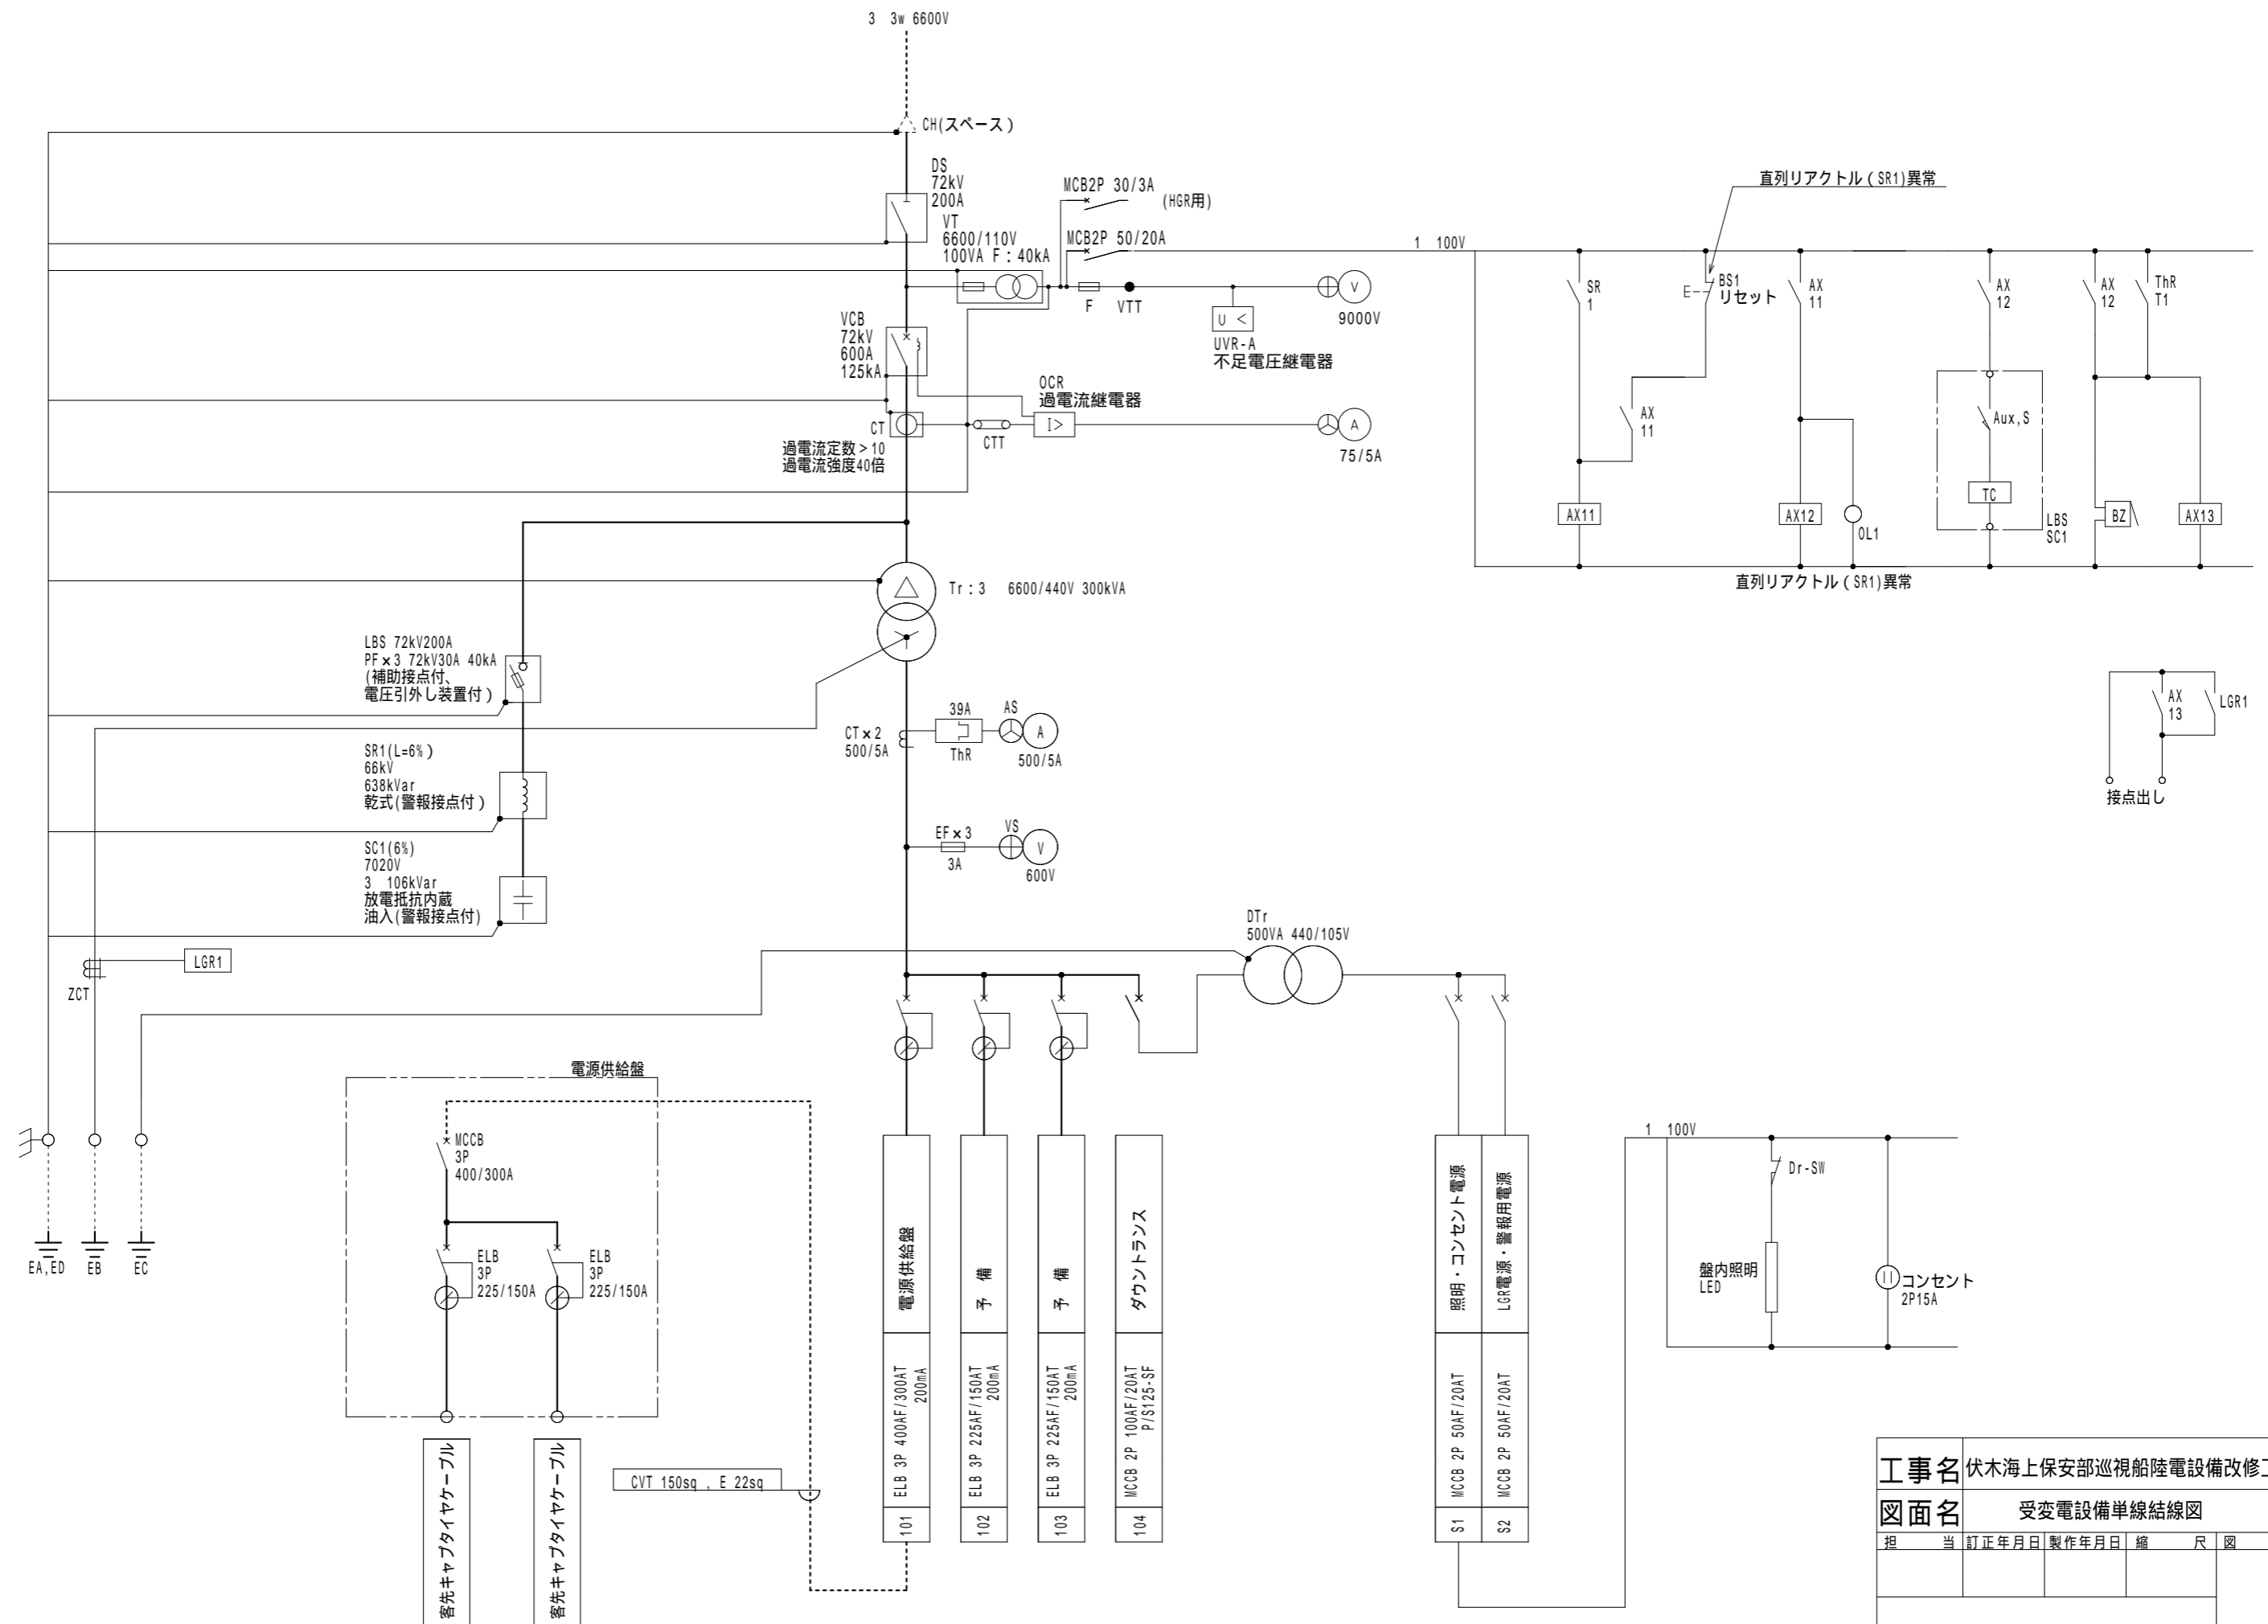 3 3w 6600V
CH(スペース)
DS
72kV
200A
VT
6600/110V
100VA F:40kA
MCB2P 30/3A
(HGR用)
MCB2P 50/20A
F
VTT
U <
UVR-A
不足電圧継電器
V
9000V
VCB
72kV
600A
125kA
OCR
過電流継電器
I>
CT
CTT
過電流定数>10
過電流強度40倍
A
75/5A
1 100V
直列リアクトル(SR1)異常
SR
1
BS1
リセット
E
AX
11
AX
11
AX
12
AX
12
ThR
T1
Aux,S
TC
LBS
SC1
AX11
AX12
OL1
BZ
AX13
直列リアクトル(SR1)異常
Tr:3 6600/440V 300kVA
LBS 72kV200A
PF×3 72kV30A 40kA
(補助接点付、
電圧引外し装置付)
SR1(L=6%)
66kV
638kVar
乾式(警報接点付)
SC1(6%)
7020V
3 106kVar
放電抵抗内蔵
油入(警報接点付)
CT×2
500/5A
39A
ThR
AS
A
500/5A
EF×3
3A
VS
V
600V
AX
13
LGR1
接点出し
LGR1
ZCT
DTr
500VA 440/105V
電源供給盤
MCCB
3P
400/300A
ELB
3P
225/150A
ELB
3P
225/150A
EA,ED
EB
EC
客先キャプタイヤケーブル
客先キャプタイヤケーブル
CVT 150sq , E 22sq
電源供給盤
ELB 3P 400AF/300AT
200mA
101
予 備
ELB 3P 225AF/150AT
200mA
102
予 備
ELB 3P 225AF/150AT
200mA
103
ダウントランス
MCCB 2P 100AF/20AT
P/S125-SF
104
照明・コンセント電源
MCCB 2P 50AF/20AT
S1
LGR電源・警報用電源
MCCB 2P 50AF/20AT
S2
1 100V
Dr-SW
盤内照明
LED
コンセント
2P15A
工事名 伏木海上保安部巡視船陸電設備改修
図面名 受変電設備単線結線図
担 当 訂正年月日 製作年月日 縮 尺 図